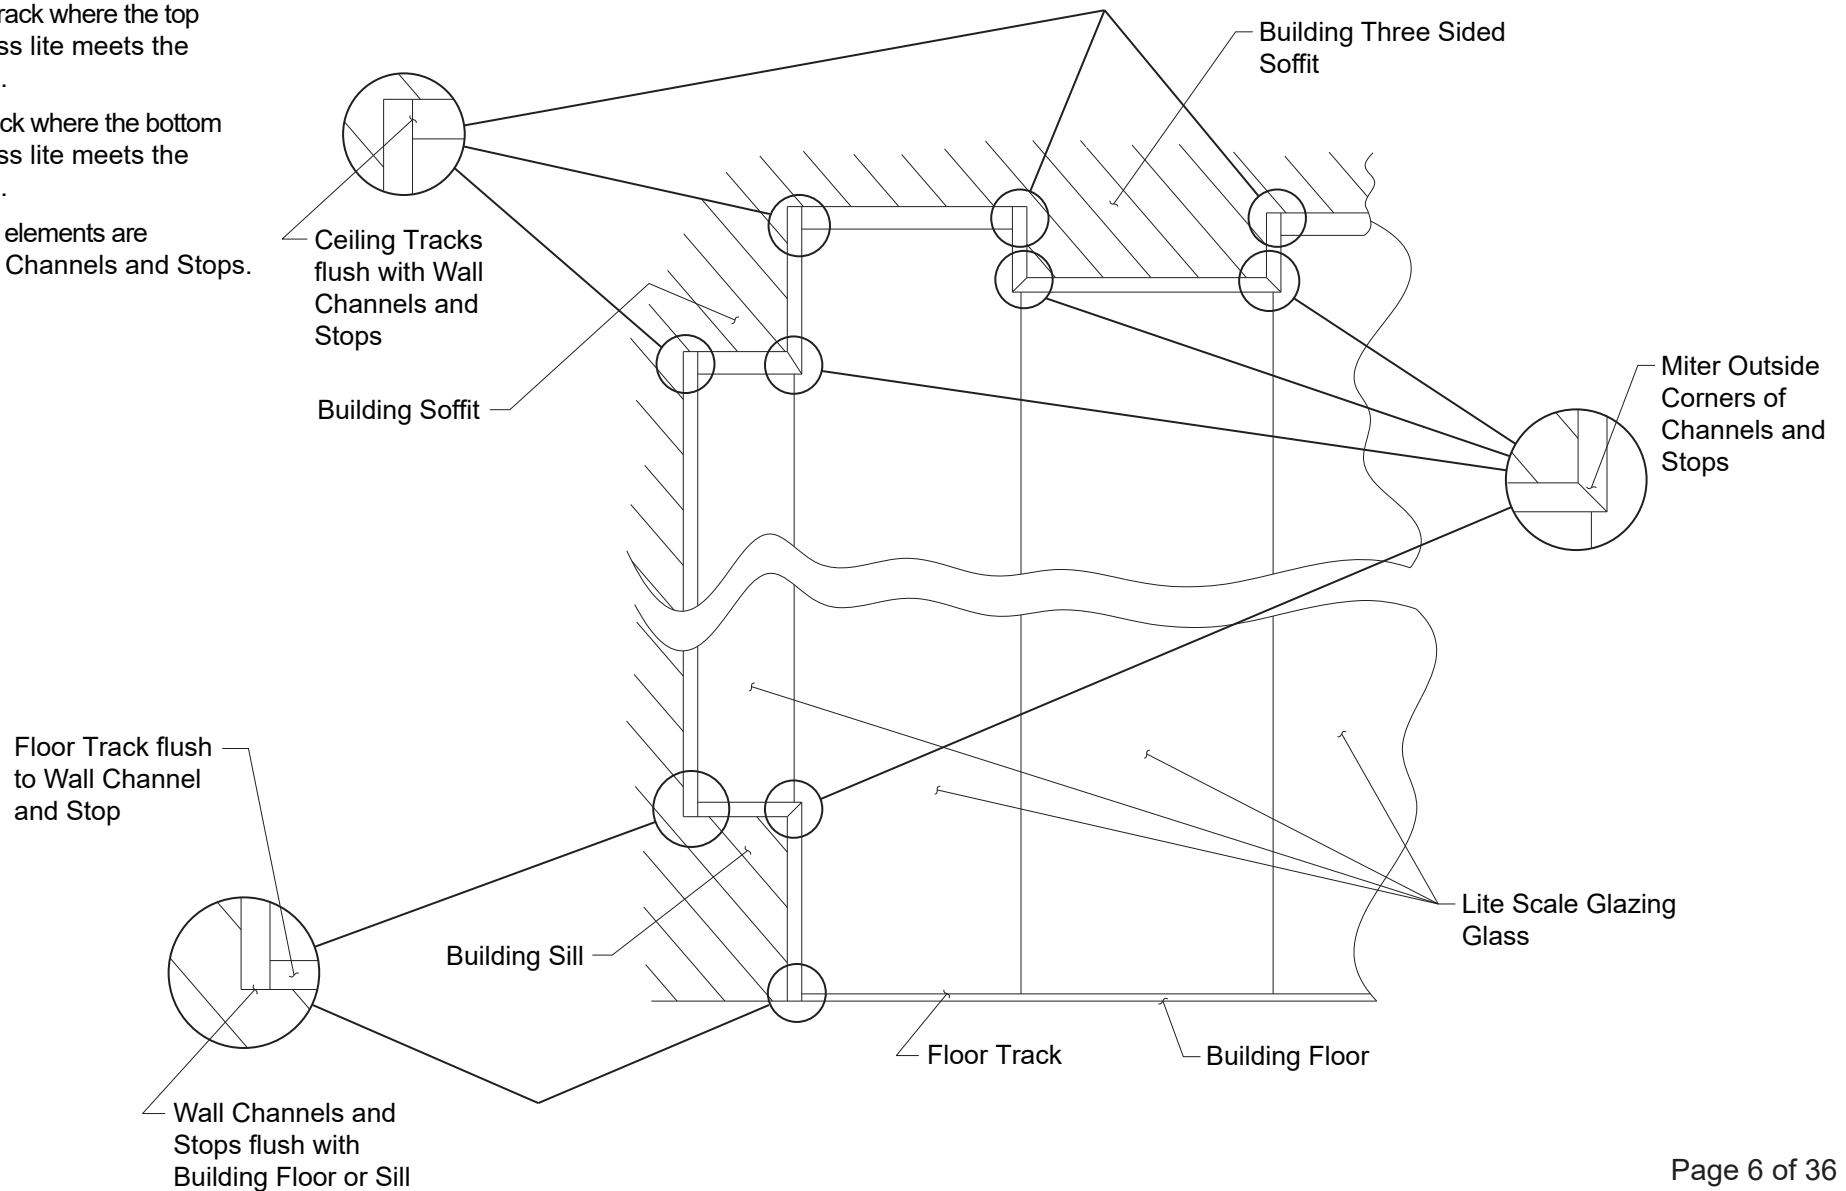 rack where the top
ss lite meets the
.
ck where the bottom
ss lite meets the
.
elements are
Channels and Stops.
Building Three Sided
Soffit
Ceiling Tracks
flush with Wall
Channels and
Stops
Building Soffit
Miter Outside
Corners of
Channels and
Stops
Floor Track flush
to Wall Channel
and Stop
Building Sill
Lite Scale Glazing
Glass
Floor Track
Building Floor
Wall Channels and
Stops flush with
Building Floor or Sill
Page 6 of 36